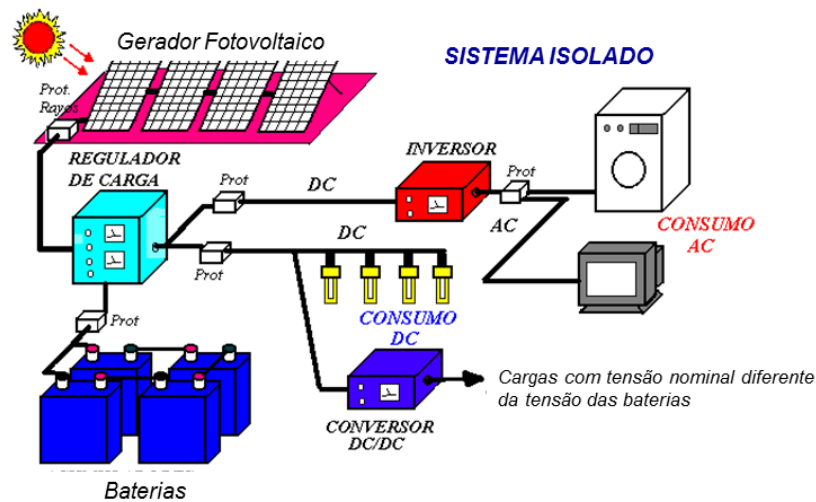 Gerador Fotovoltaico
SISTEMA ISOLADO
Prot.
Rayos
REGULADOR
DE CARGA
INVERSOR
Prot
DC
Prot
AC
CONSUMO
AC
DC
Prot
Prot
CONSUMO
DC
CONVERSOR
DC/DC
Cargas com tensão nominal diferente
da tensão das baterias
Baterias